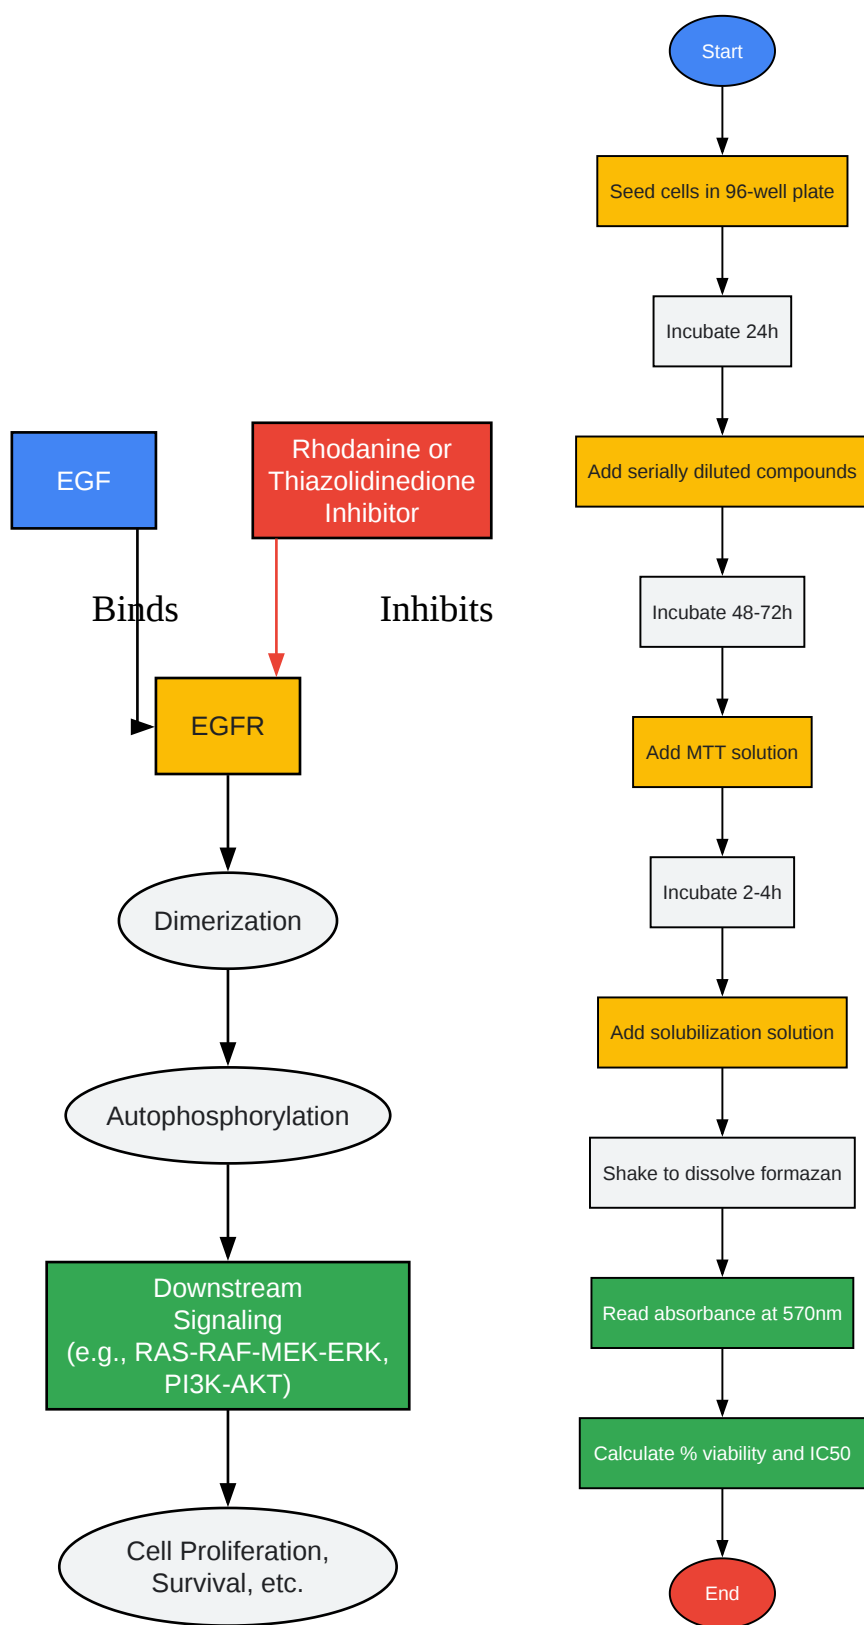 EGF
Rhodanine or
Thiazolidinedione
Inhibitor
Binds
Inhibits
EGFR
Dimerization
Autophosphorylation
Downstream
Signaling
(e.g., RAS-RAF-MEK-ERK,
PI3K-AKT)
Cell Proliferation,
Survival, etc.
Start
Seed cells in 96-well plate
Incubate 24h
Add serially diluted compounds
Incubate 48-72h
Add MTT solution
Incubate 2-4h
Add solubilization solution
Shake to dissolve formazan
Read absorbance at 570nm
Calculate % viability and IC50
End